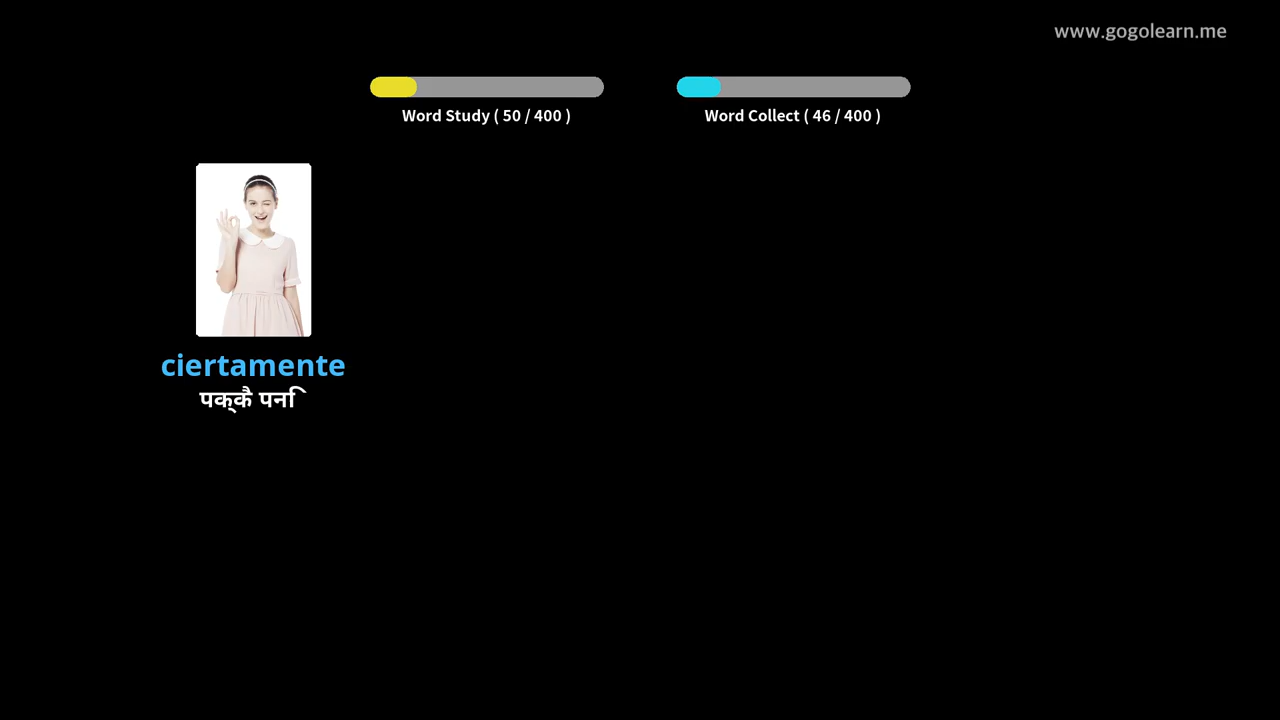 www.gogolearn.me
Word Study ( 50 / 400 )
Word Collect ( 46 / 400 )
ciertamente
पक्कै पनि